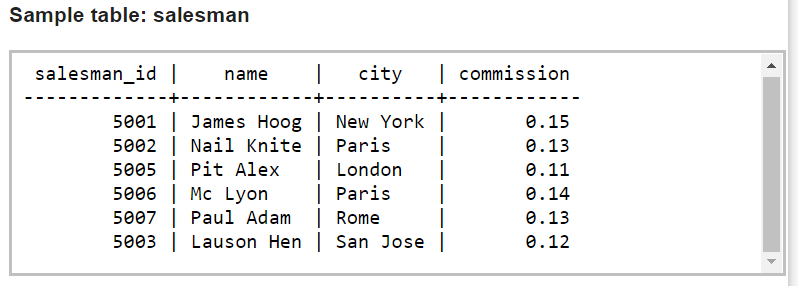 Sample table: salesman
salesman_id | name | city | commission
-------------+------------+----------+------------
5001 | James Hoog | New York | 0.15
5002 | Nail Knite | Paris | 0.13
5005 | Pit Alex | London | 0.11
5006 | Mc Lyon | Paris | 0.14
5007 | Paul Adam | Rome | 0.13
5003 | Lauson Hen | San Jose | 0.12